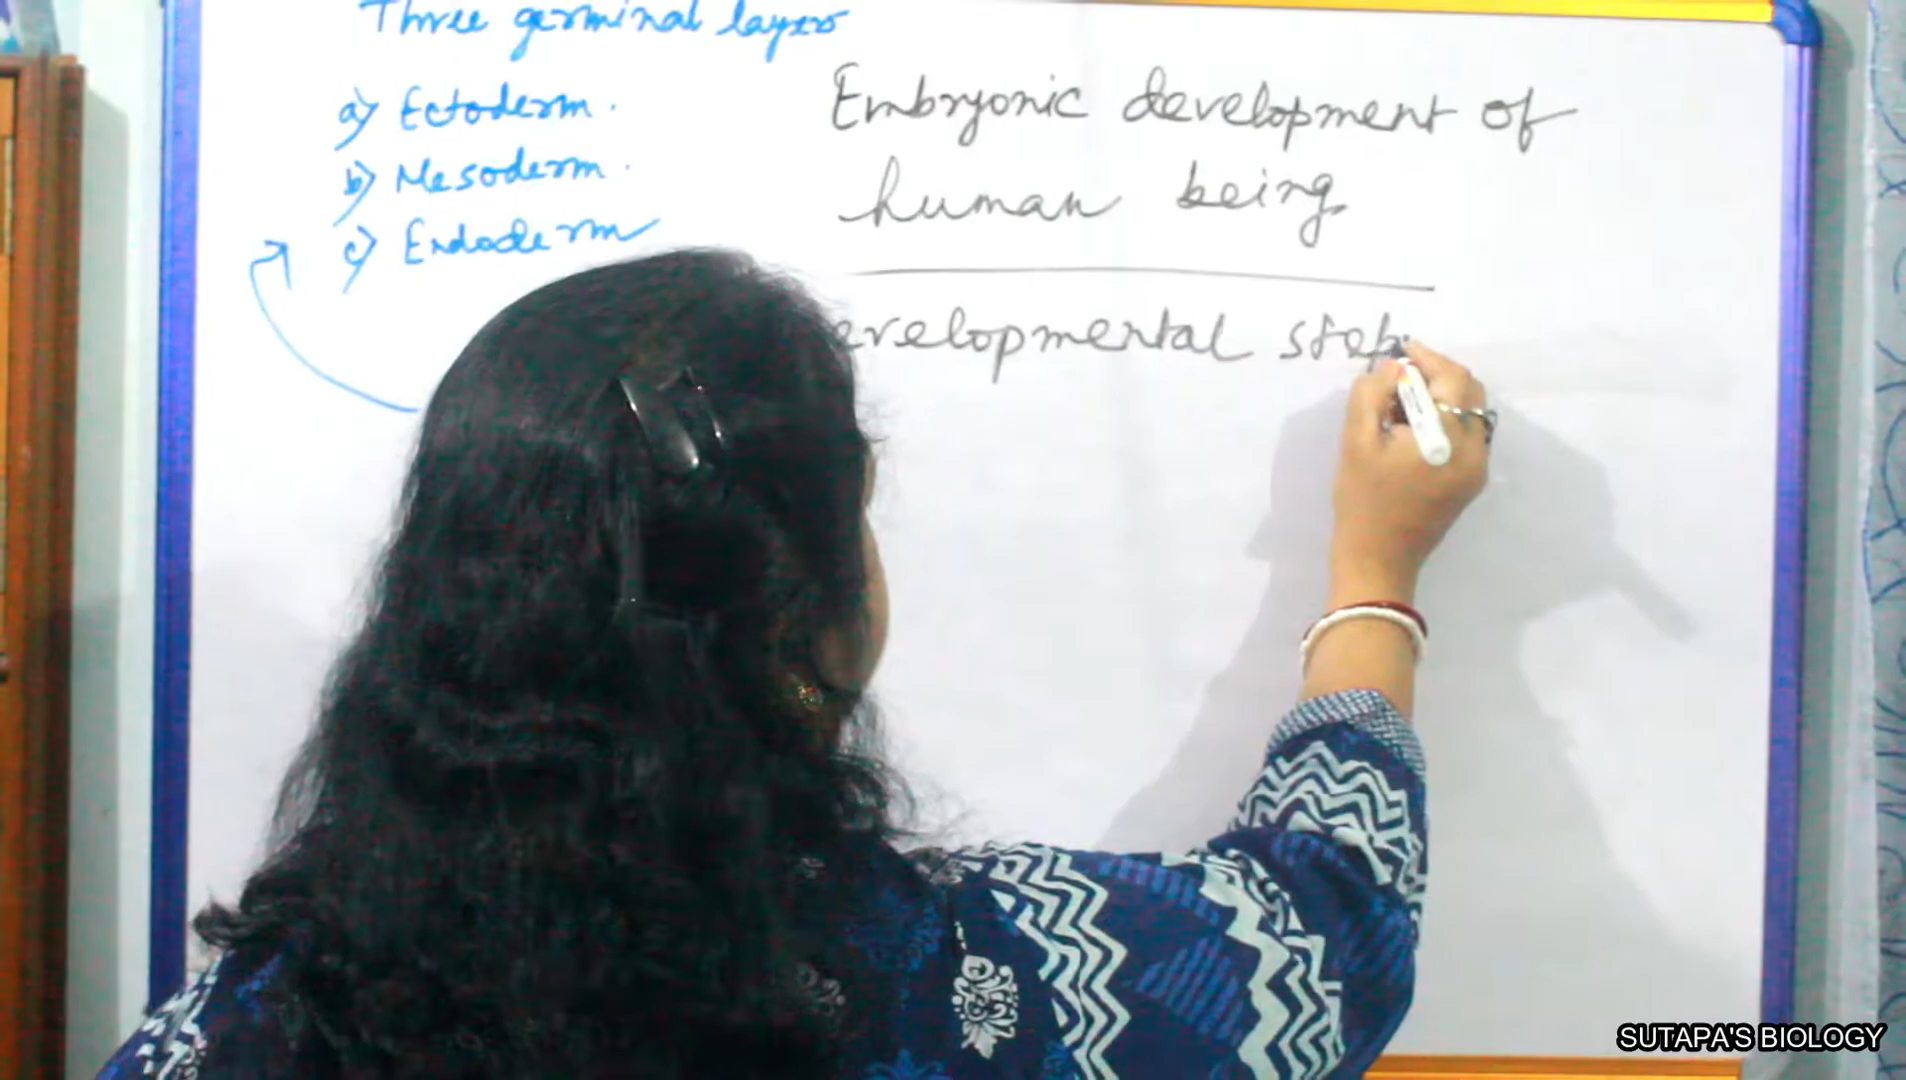 Three germinal layers
a) Ectoderm.
b) Mesoderm.
c) Endoderm
Embryonic development of
human being
evelopmental step
SUTAPA'S BIOLOGY